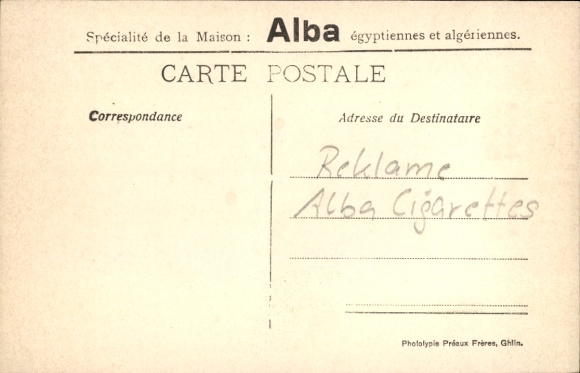 Spécialité de la Maison : Alba égyptiennes et algériennes.
CARTE POSTALE
Correspondance
Adresse du Destinataire
Reklame
Alba Cigarettes
Phototypie Préaux Frères, Ghlin.